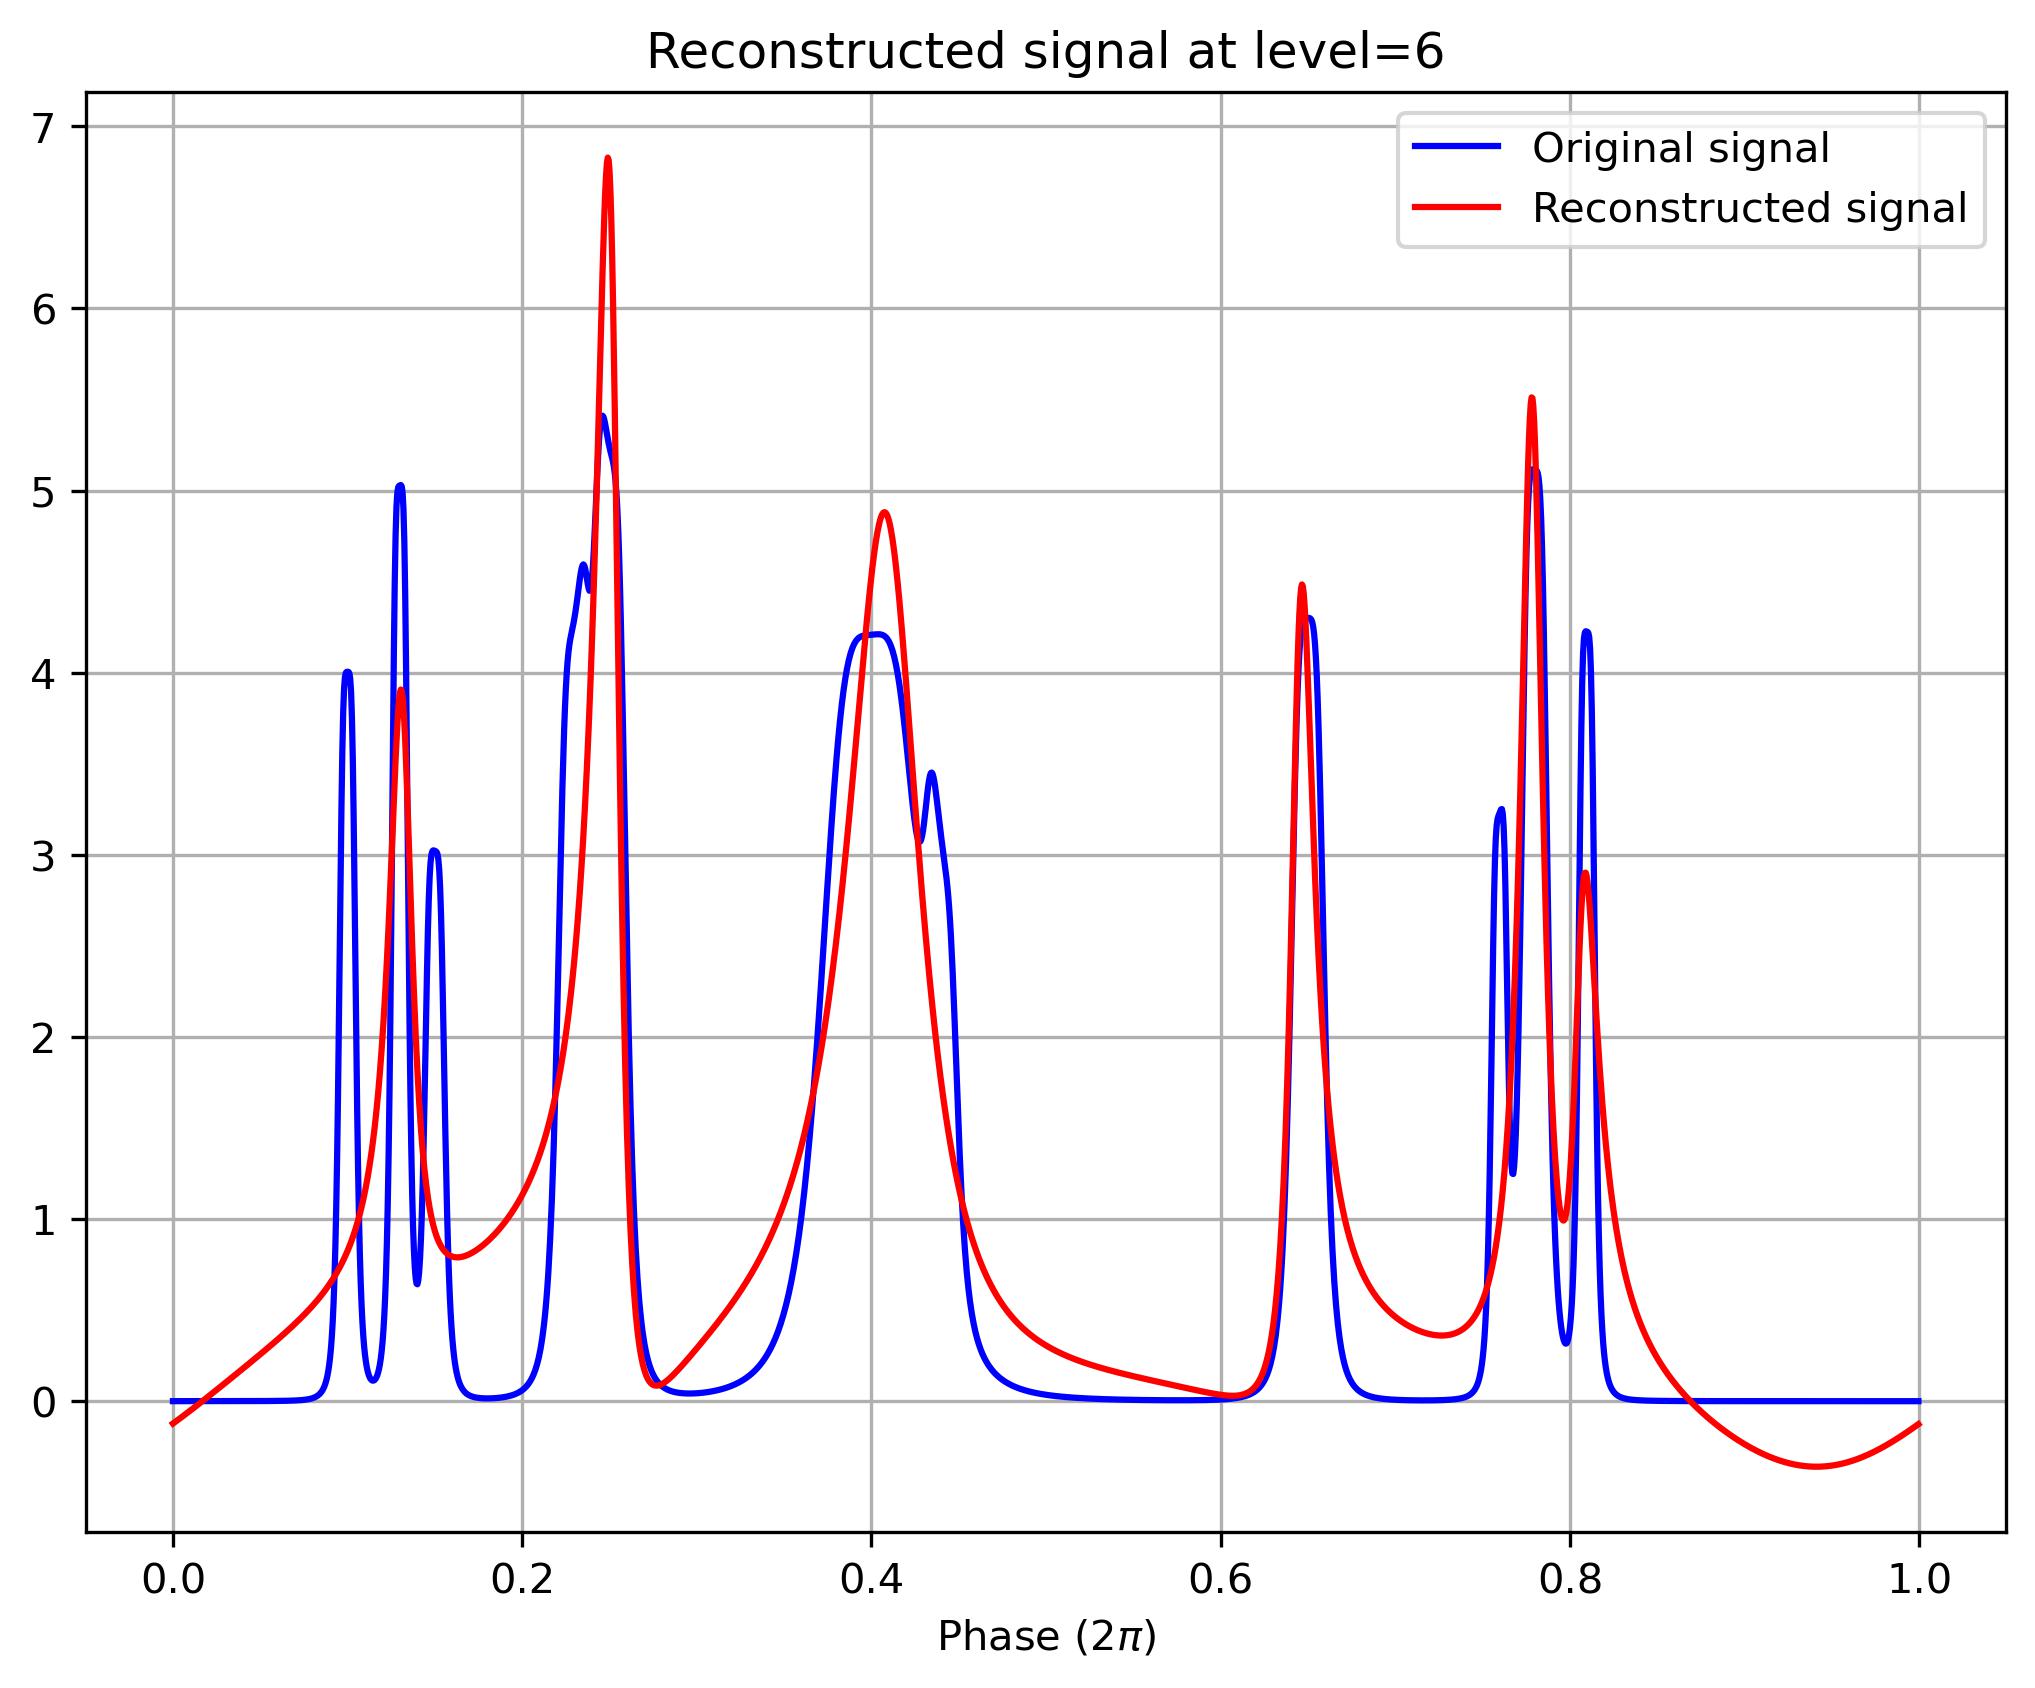 Reconstructed signal at level=6
Original signal
Reconstructed signal
7
6
5
4
3
2
1
0
0.0 0.2 0.4 0.6 0.8 1.0
Phase (2π)